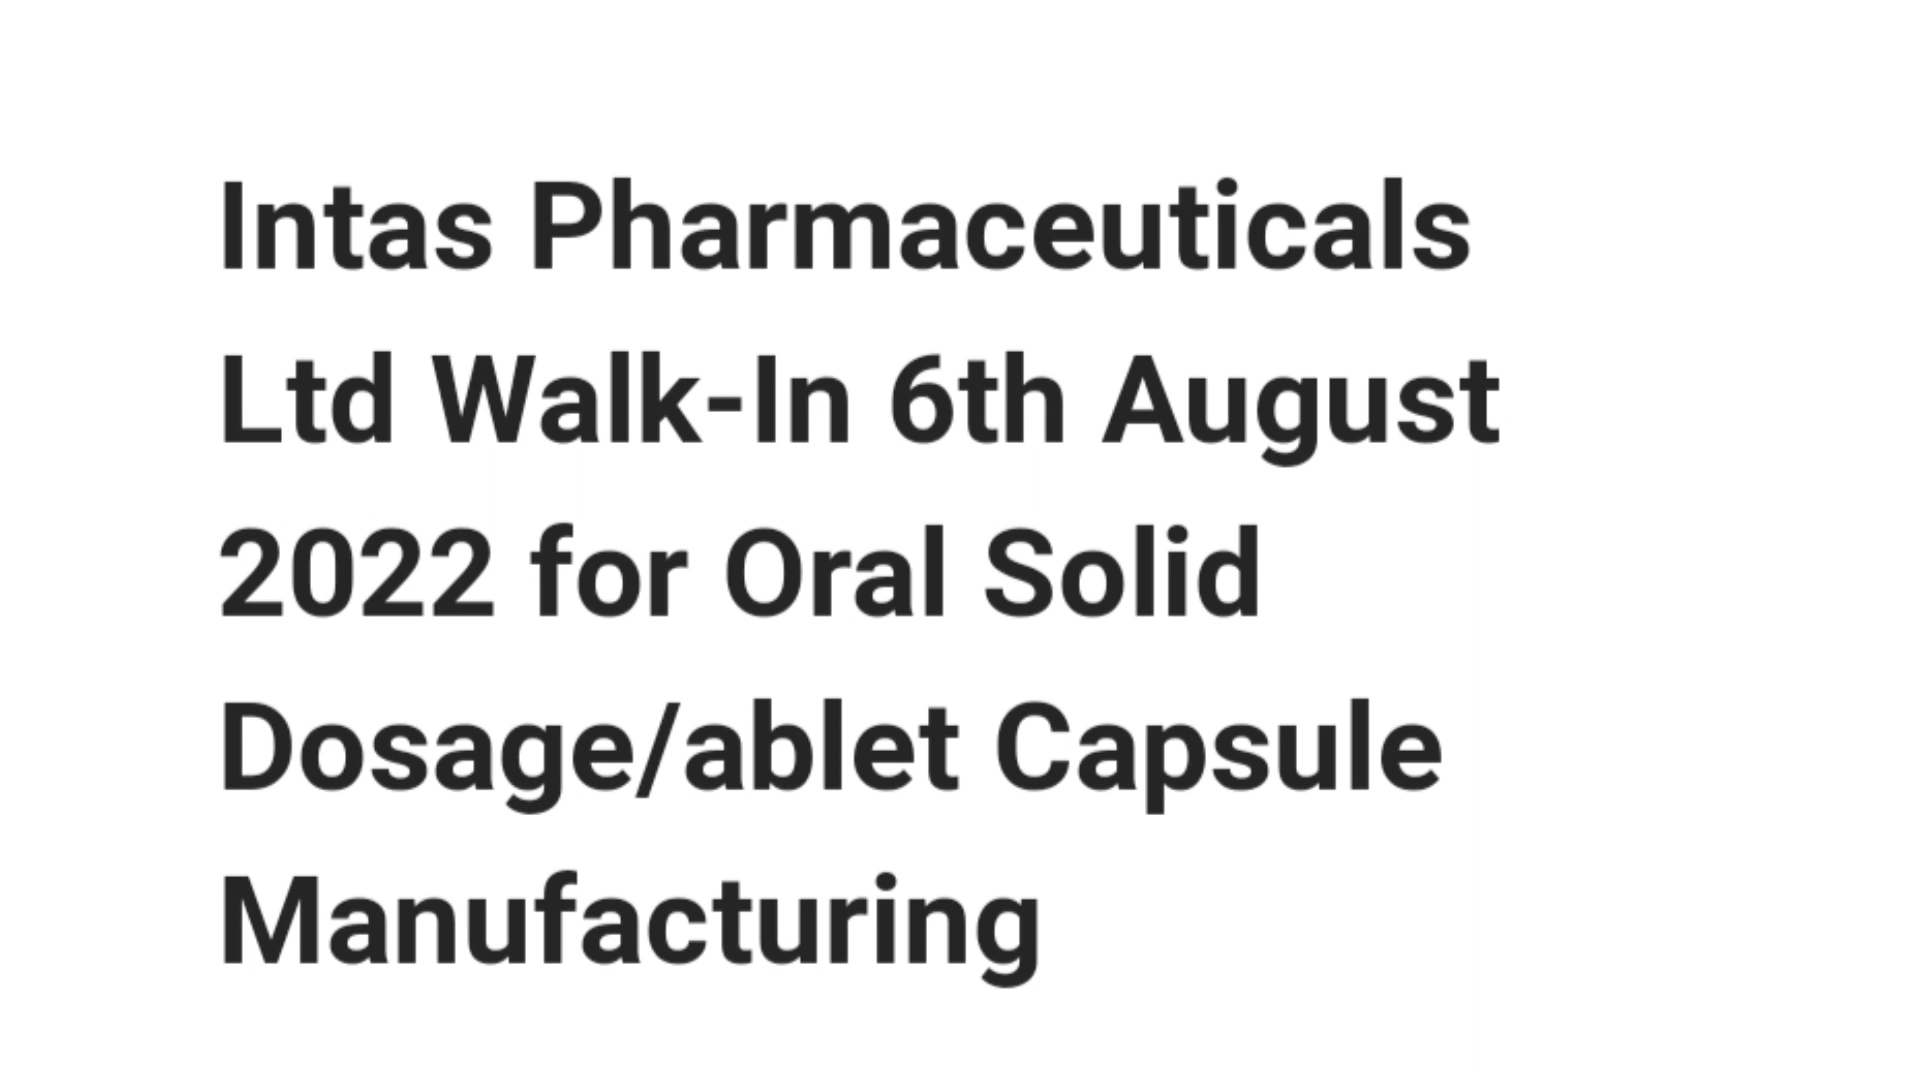 Intas Pharmaceuticals
Ltd Walk-In 6th August
2022 for Oral Solid
Dosage/ablet Capsule
Manufacturing